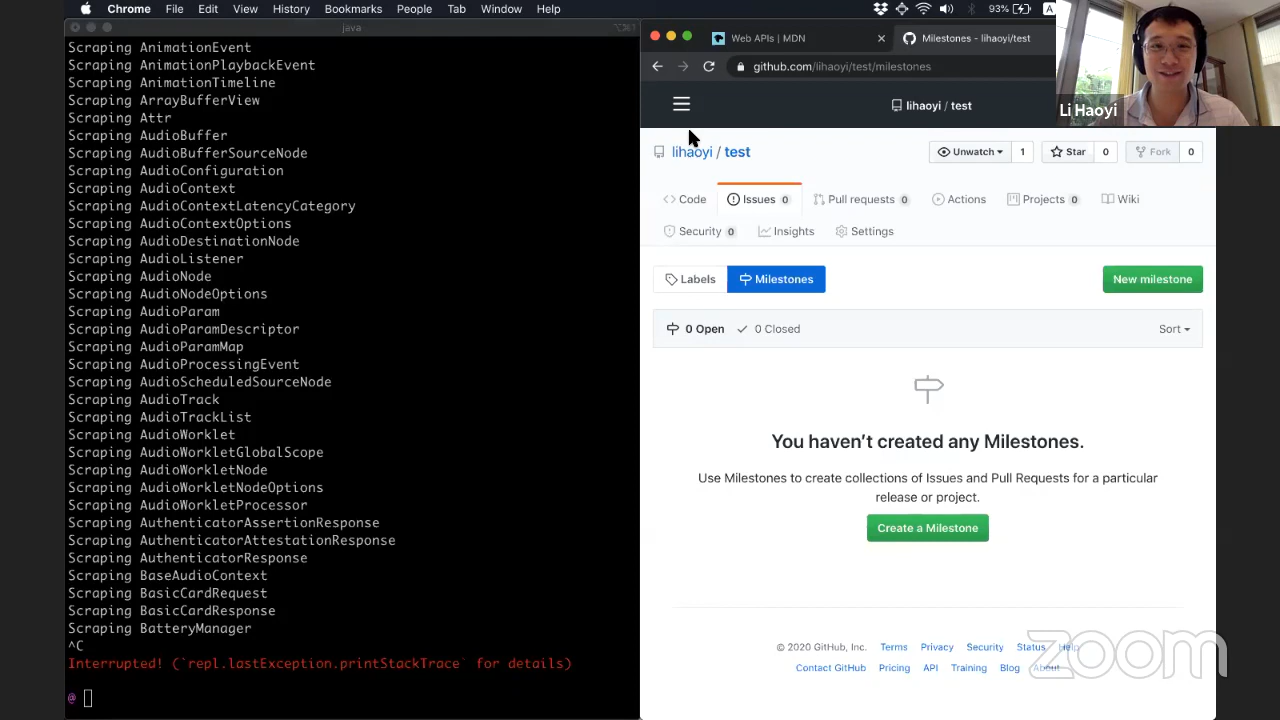 Chrome File Edit View History Bookmarks People Tab Window Help 93% A
java ⌥⌘1
Scraping AnimationEvent
Scraping AnimationPlaybackEvent
Scraping AnimationTimeline
Scraping ArrayBufferView
Scraping Attr
Scraping AudioBuffer
Scraping AudioBufferSourceNode
Scraping AudioConfiguration
Scraping AudioContext
Scraping AudioContextLatencyCategory
Scraping AudioContextOptions
Scraping AudioDestinationNode
Scraping AudioListener
Scraping AudioNode
Scraping AudioNodeOptions
Scraping AudioParam
Scraping AudioParamDescriptor
Scraping AudioParamMap
Scraping AudioProcessingEvent
Scraping AudioScheduledSourceNode
Scraping AudioTrack
Scraping AudioTrackList
Scraping AudioWorklet
Scraping AudioWorkletGlobalScope
Scraping AudioWorkletNode
Scraping AudioWorkletNodeOptions
Scraping AudioWorkletProcessor
Scraping AuthenticatorAssertionResponse
Scraping AuthenticatorAttestationResponse
Scraping AuthenticatorResponse
Scraping BaseAudioContext
Scraping BasicCardRequest
Scraping BasicCardResponse
Scraping BatteryManager
^C
Interrupted! (`repl.lastException.printStackTrace` for details)
@
Web APIs | MDN
Milestones - lihaoyi/test
github.com/lihaoyi/test/milestones
lihaoyi / test
Li Haoyi
lihaoyi / test
Unwatch 1 Star 0 Fork 0
Code Issues 0 Pull requests 0 Actions Projects 0 Wiki
Security 0 Insights Settings
Labels Milestones New milestone
0 Open 0 Closed Sort
You haven't created any Milestones.
Use Milestones to create collections of Issues and Pull Requests for a particular
release or project.
Create a Milestone
© 2020 GitHub, Inc. Terms Privacy Security Status Help
Contact GitHub Pricing API Training Blog About
zoom